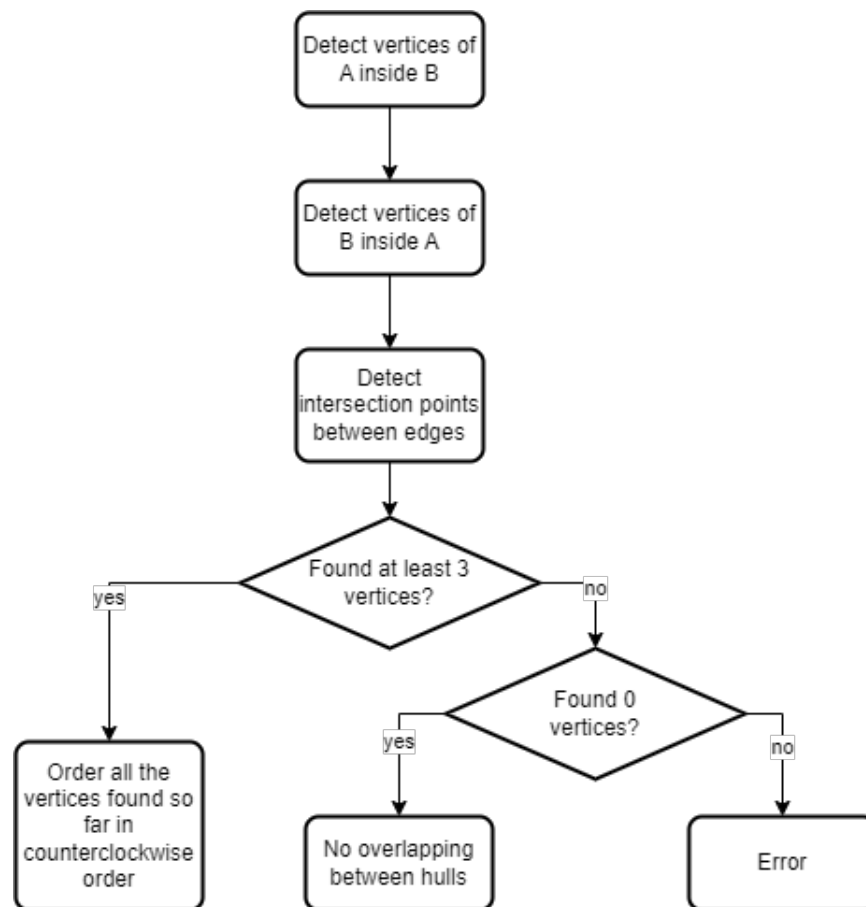 Detect vertices of
A inside B
Detect vertices of
B inside A
Detect
intersection points
between edges
Found at least 3
vertices?
yes
no
Found 0
vertices?
yes
no
Order all the
vertices found so
far in
counterclockwise
order
No overlapping
between hulls
Error